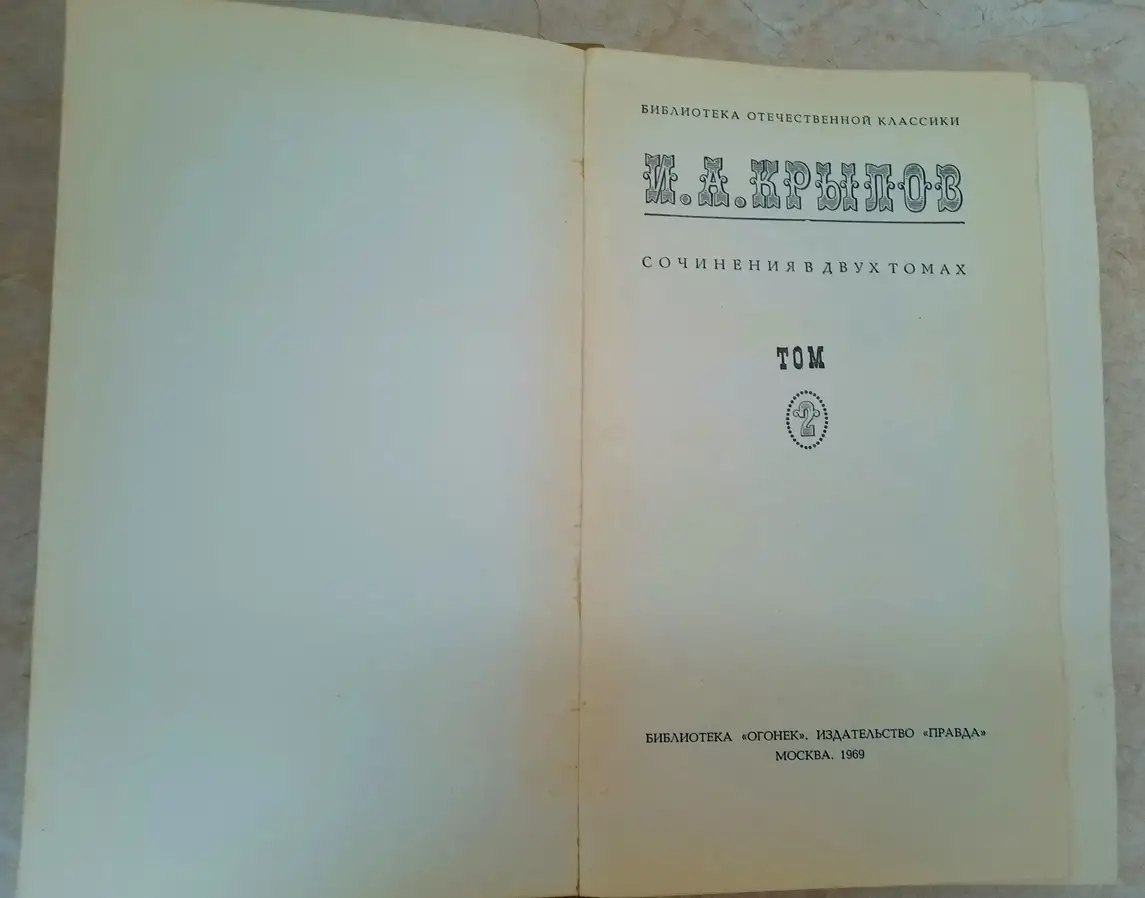 БИБЛИОТЕКА ОТЕЧЕСТВЕННОЙ КЛАССИКИ
И.А.КРЫЛОВ
СОЧИНЕНИЯ В ДВУХ ТОМАХ
ТОМ
2
БИБЛИОТЕКА «ОГОНЕК». ИЗДАТЕЛЬСТВО «ПРАВДА»
МОСКВА. 1969